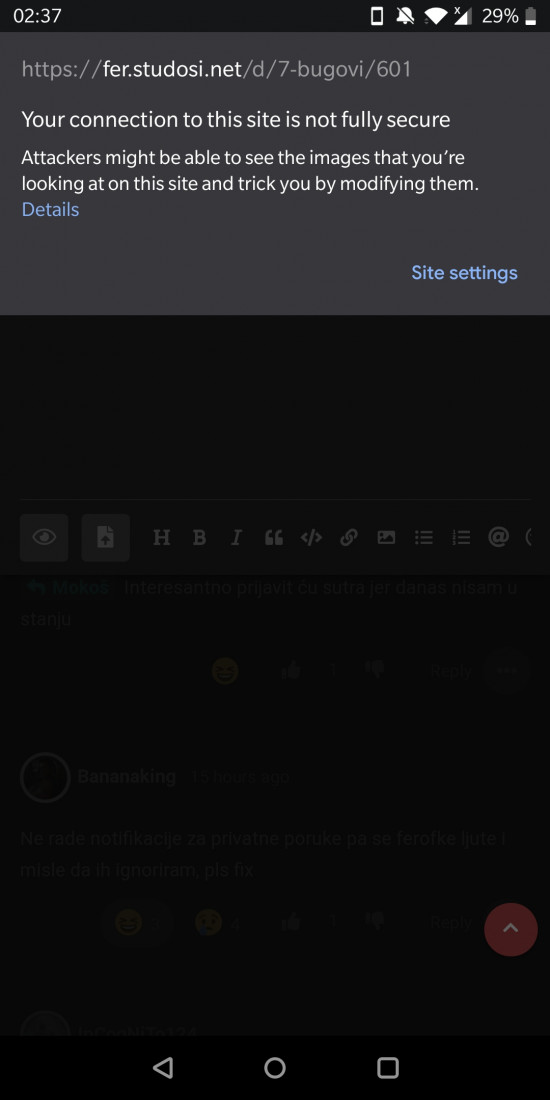 02:37
29%
https://fer.studosi.net/d/7-bugovi/601
Your connection to this site is not fully secure
Attackers might be able to see the images that you’re
looking at on this site and trick you by modifying them.
Details
Site settings
H B I
Mokoš Interesantno prijavit ću sutra jer danas nisam u
stanju
1 Reply
Bananaking 15 hours ago
Ne rade notifikacije za privatne poruke pa se ferofke ljute i
misle da ih ignoriram, pls fix
3 4 1 Reply